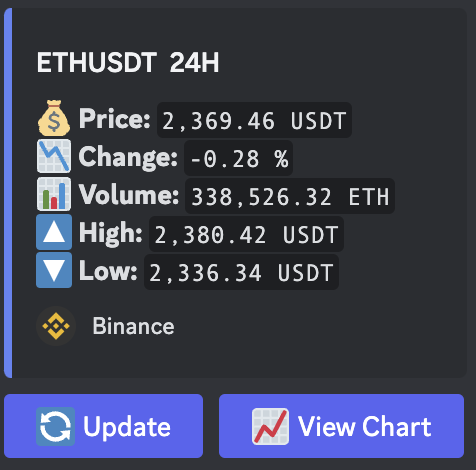 ETHUSDT 24H
Price: 2,369.46 USDT
Change: -0.28 %
Volume: 338,526.32 ETH
High: 2,380.42 USDT
Low: 2,336.34 USDT
Binance
Update
View Chart